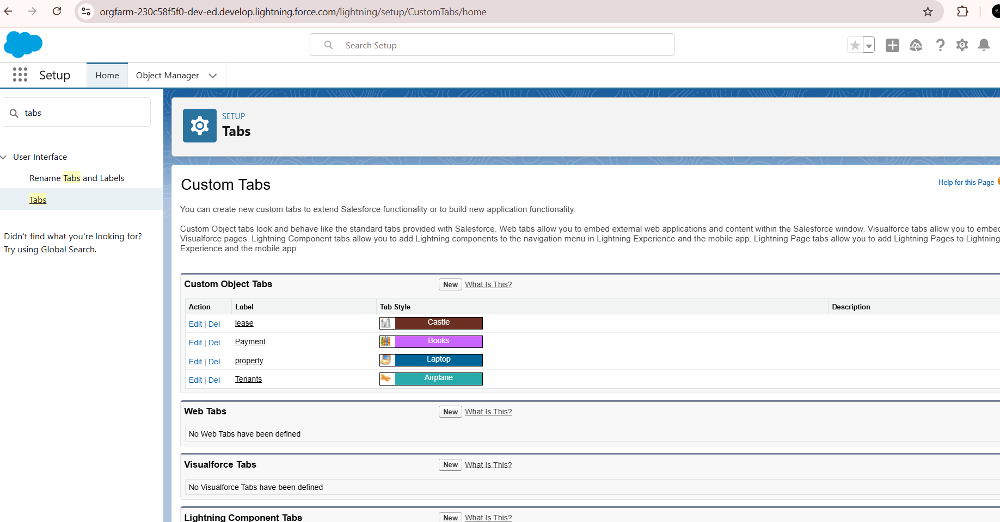 orgfarm-230c58f5f0-dev-ed.develop.lightning.force.com/lightning/setup/CustomTabs/home
Search Setup
Setup
Home
Object Manager
tabs
User Interface
Rename Tabs and Labels
Tabs
Didn't find what you're looking for?
Try using Global Search.
SETUP
Tabs
Custom Tabs
Help for this Page
You can create new custom tabs to extend Salesforce functionality or to build new application functionality.
Custom Object tabs look and behave like the standard tabs provided with Salesforce. Web tabs allow you to embed external web applications and content within the Salesforce window. Visualforce tabs allow you to embed
Visualforce pages. Lightning Component tabs allow you to add Lightning components to the navigation menu in Lightning Experience and the mobile app. Lightning Page tabs allow you to add Lightning Pages to Lightning
Experience and the mobile app.
Custom Object Tabs New What Is This?
Action Label Tab Style Description
Edit | Del lease Castle
Edit | Del Payment Books
Edit | Del property Laptop
Edit | Del Tenants Airplane
Web Tabs New What Is This?
No Web Tabs have been defined
Visualforce Tabs New What Is This?
No Visualforce Tabs have been defined
Lightning Component Tabs New What Is This?